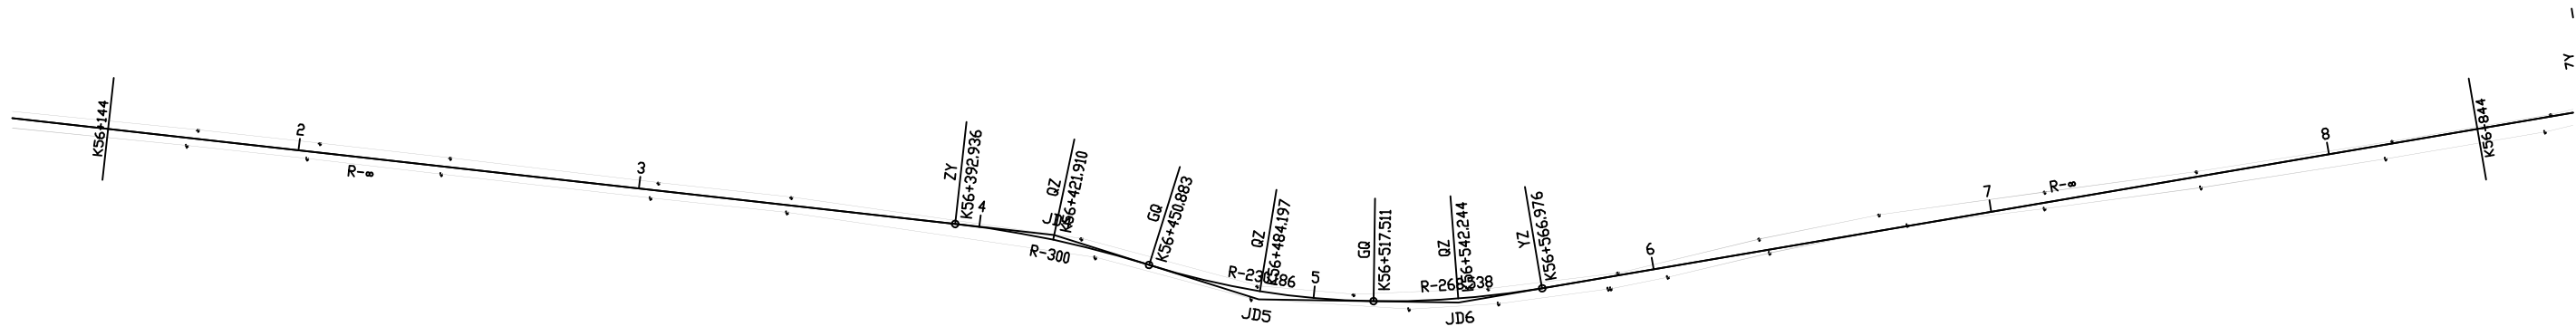 K56+144
2
R-∞
3
ZY
K56+392.936
4
QZ
K56+421.910
R-300
GQ
K56+450.883
QZ
K56+484.197
JD5
5
GQ
K56+517.511
QZ
K56+542.244
JD6
YZ
K56+566.976
6
7
R-∞
8
K56+844